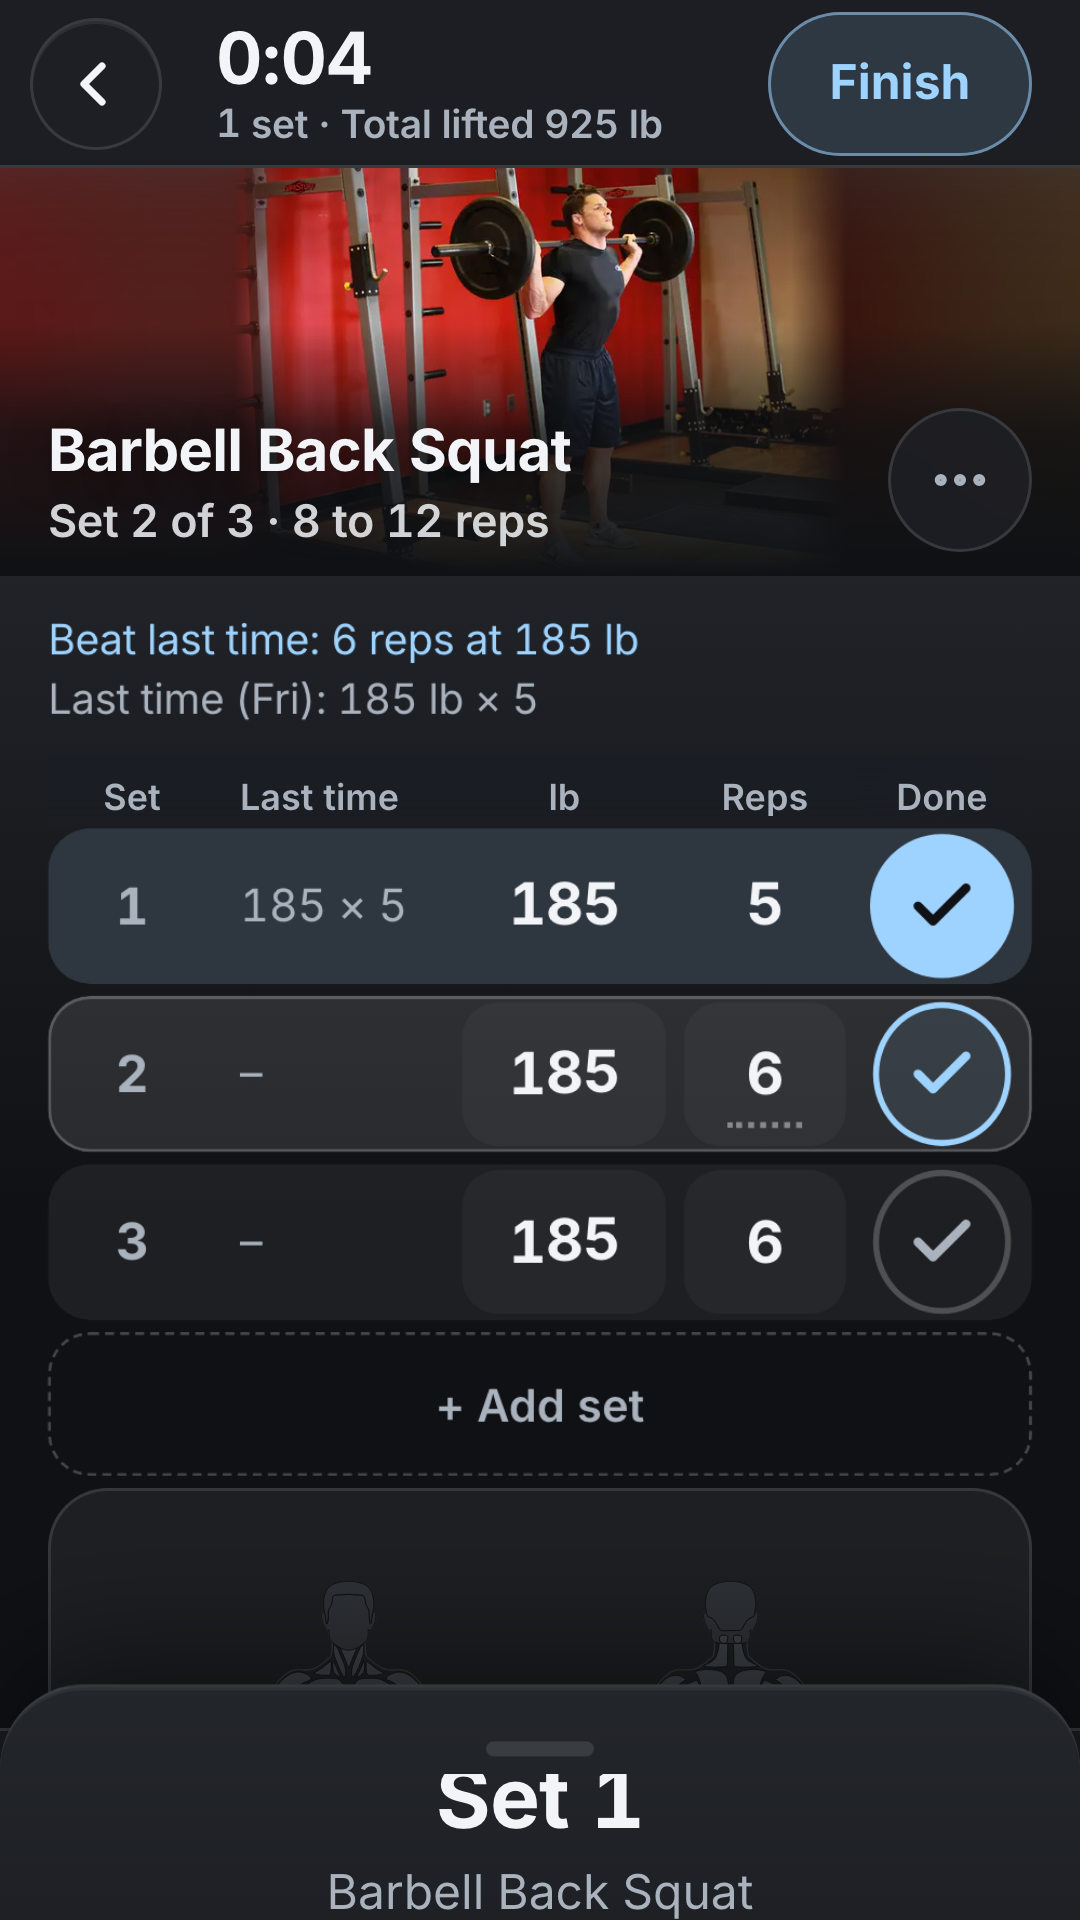 0:04
1 set · Total lifted 925 lb
Finish
Barbell Back Squat
Set 2 of 3 · 8 to 12 reps
Beat last time: 6 reps at 185 lb
Last time (Fri): 185 lb × 5
Set Last time lb Reps Done
1 185 × 5 185 5
2 – 185 6
3 – 185 6
+ Add set
Set 1
Barbell Back Squat